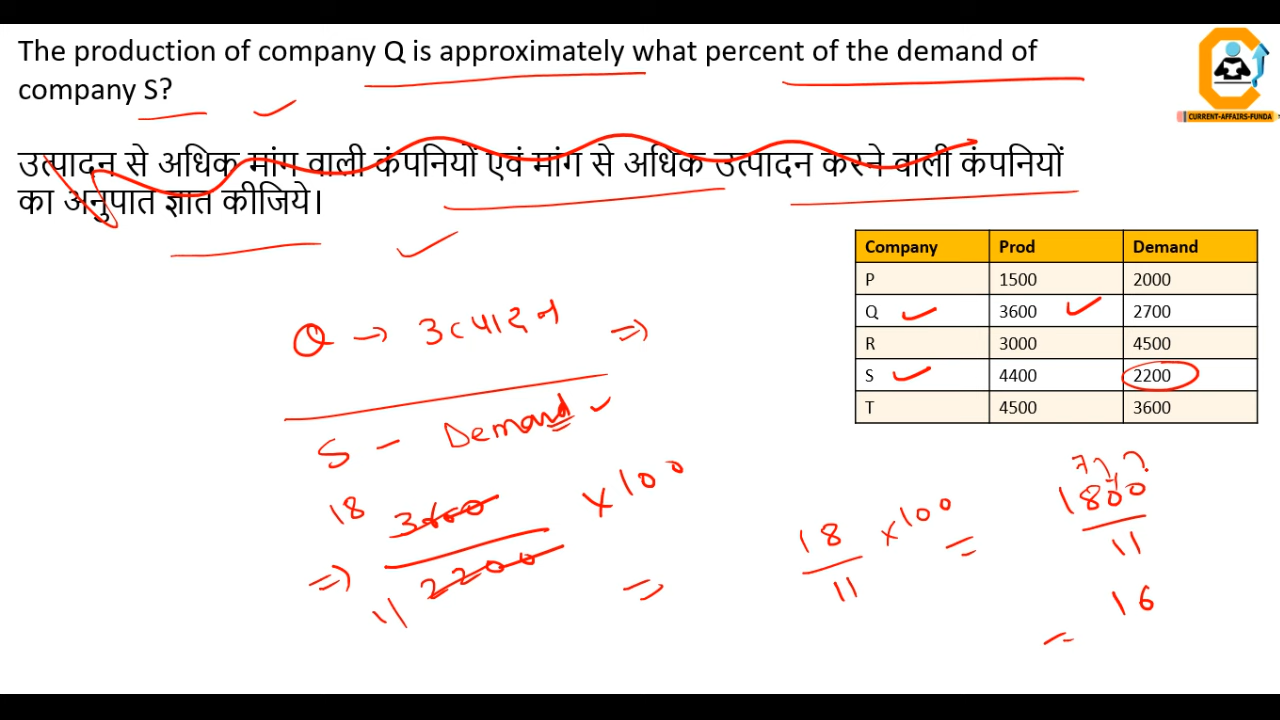 The production of company Q is approximately what percent of the demand of
company S?
CURRENT-AFFAIRS-FUNDA
उत्पादन से अधिक मांग वाली कंपनियों एवं मांग से अधिक उत्पादन करने वाली कंपनियों
का अनुपात ज्ञात कीजिये।
Company Prod Demand
P 1500 2000
Q 3600 2700
R 3000 4500
S 4400 2200
T 4500 3600
Q → उत्पादन ⇒
S - Demand
18 3600 × 100
⇒ 11 2200 =
18 × 100 =
11
1800
11
= 16